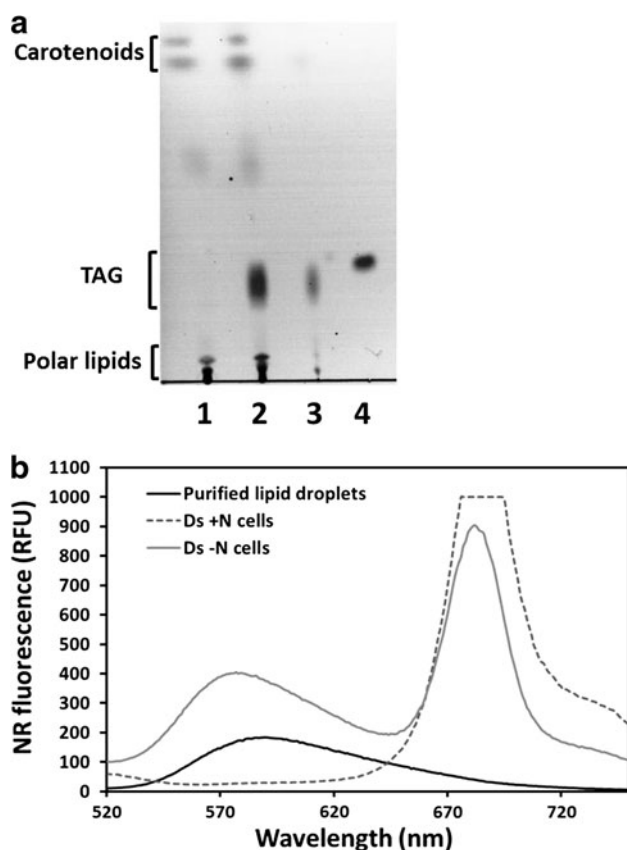 a
Carotenoids
TAG
Polar lipids
1 2 3 4
b
1100
1000
900
800
700
600
500
400
300
200
100
0
NR fluorescence (RFU)
Purified lipid droplets
Ds +N cells
Ds -N cells
520 570 620 670 720
Wavelength (nm)